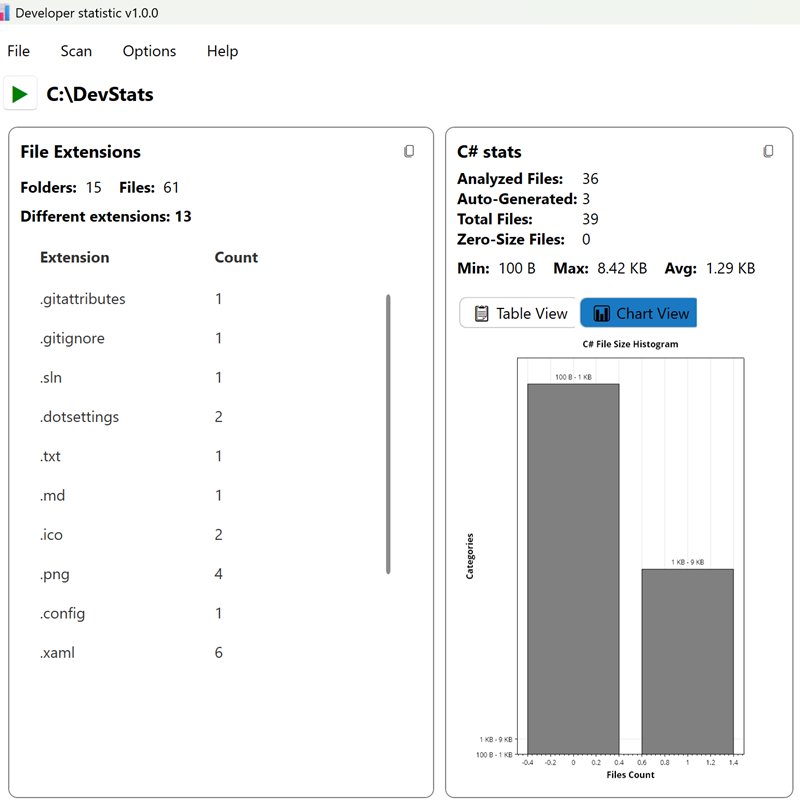 Developer statistic v1.0.0
File Scan Options Help
C:\DevStats
File Extensions
Folders: 15 Files: 61
Different extensions: 13
Extension Count
.gitattributes 1
.gitignore 1
.sln 1
.dotsettings 2
.txt 1
.md 1
.ico 2
.png 4
.config 1
.xaml 6
C# stats
Analyzed Files: 36
Auto-Generated: 3
Total Files: 39
Zero-Size Files: 0
Min: 100 B Max: 8.42 KB Avg: 1.29 KB
Table View Chart View
C# File Size Histogram
100 B - 1 KB
1 KB - 9 KB
Categories
1 KB - 9 KB
100 B - 1 KB
-0.4 -0.2 0 0.2 0.4 0.6 0.8 1 1.2 1.4
Files Count